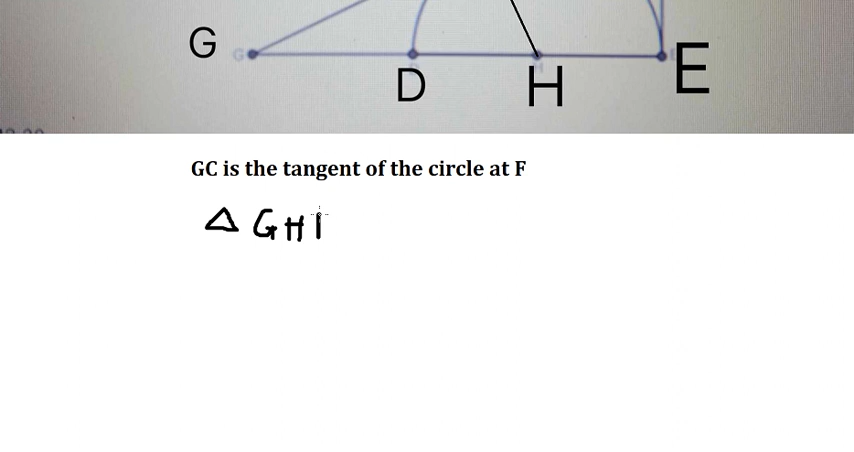 G
D
H
E
GC is the tangent of the circle at F
△ GHI